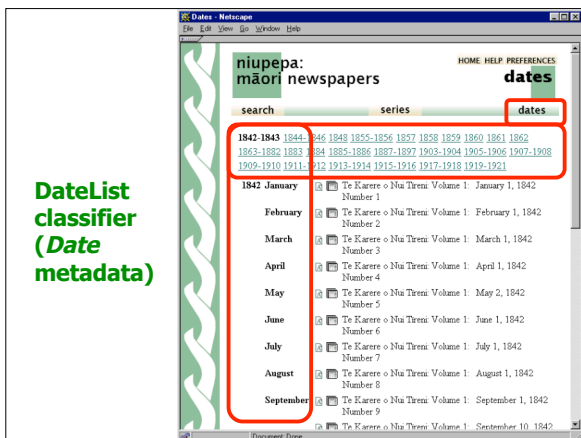 DateList
classifier
(Date
metadata)
Dates - Netscape
File Edit View Go Window Help
niupepa:
māori newspapers
HOME HELP PREFERENCES
dates
search series dates
1842-1843 1844-1846 1848 1855-1856 1857 1858 1859 1860 1861 1862
1863-1882 1883 1884 1885-1886 1887-1897 1903-1904 1905-1906 1907-1908
1909-1910 1911-1912 1913-1914 1915-1916 1917-1918 1919-1921
1842 January Te Karere o Nui Tireni: Volume 1: January 1, 1842
Number 1
February Te Karere o Nui Tireni: Volume 1: February 1, 1842
Number 2
March Te Karere o Nui Tireni: Volume 1: March 1, 1842
Number 3
April Te Karere o Nui Tireni: Volume 1: April 1, 1842
Number 4
May Te Karere o Nui Tireni: Volume 1: May 2, 1842
Number 5
June Te Karere o Nui Tireni: Volume 1: June 1, 1842
Number 6
July Te Karere o Nui Tireni: Volume 1: July 1, 1842
Number 7
August Te Karere o Nui Tireni: Volume 1: August 1, 1842
Number 8
September Te Karere o Nui Tireni: Volume 1: September 1, 1842
Number 9
Te Karere o Nui Tireni: Volume 1: September 10, 1842
Document: Done